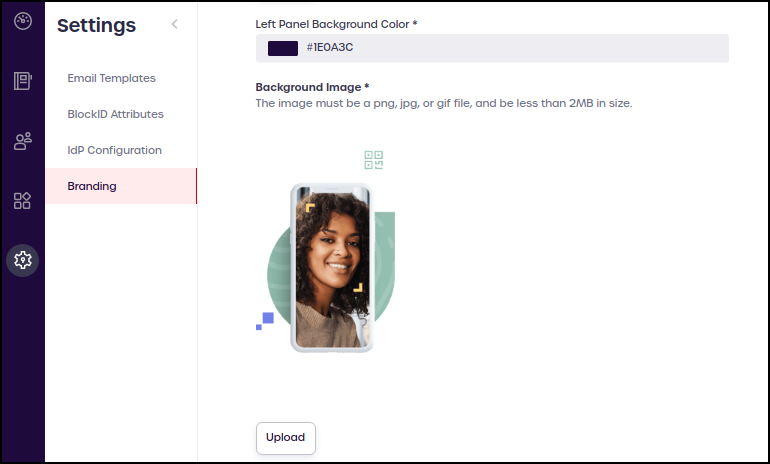 Settings
Email Templates
BlockID Attributes
IdP Configuration
Branding
Left Panel Background Color *
#1E0A3C
Background Image *
The image must be a png, jpg, or gif file, and be less than 2MB in size.
Upload